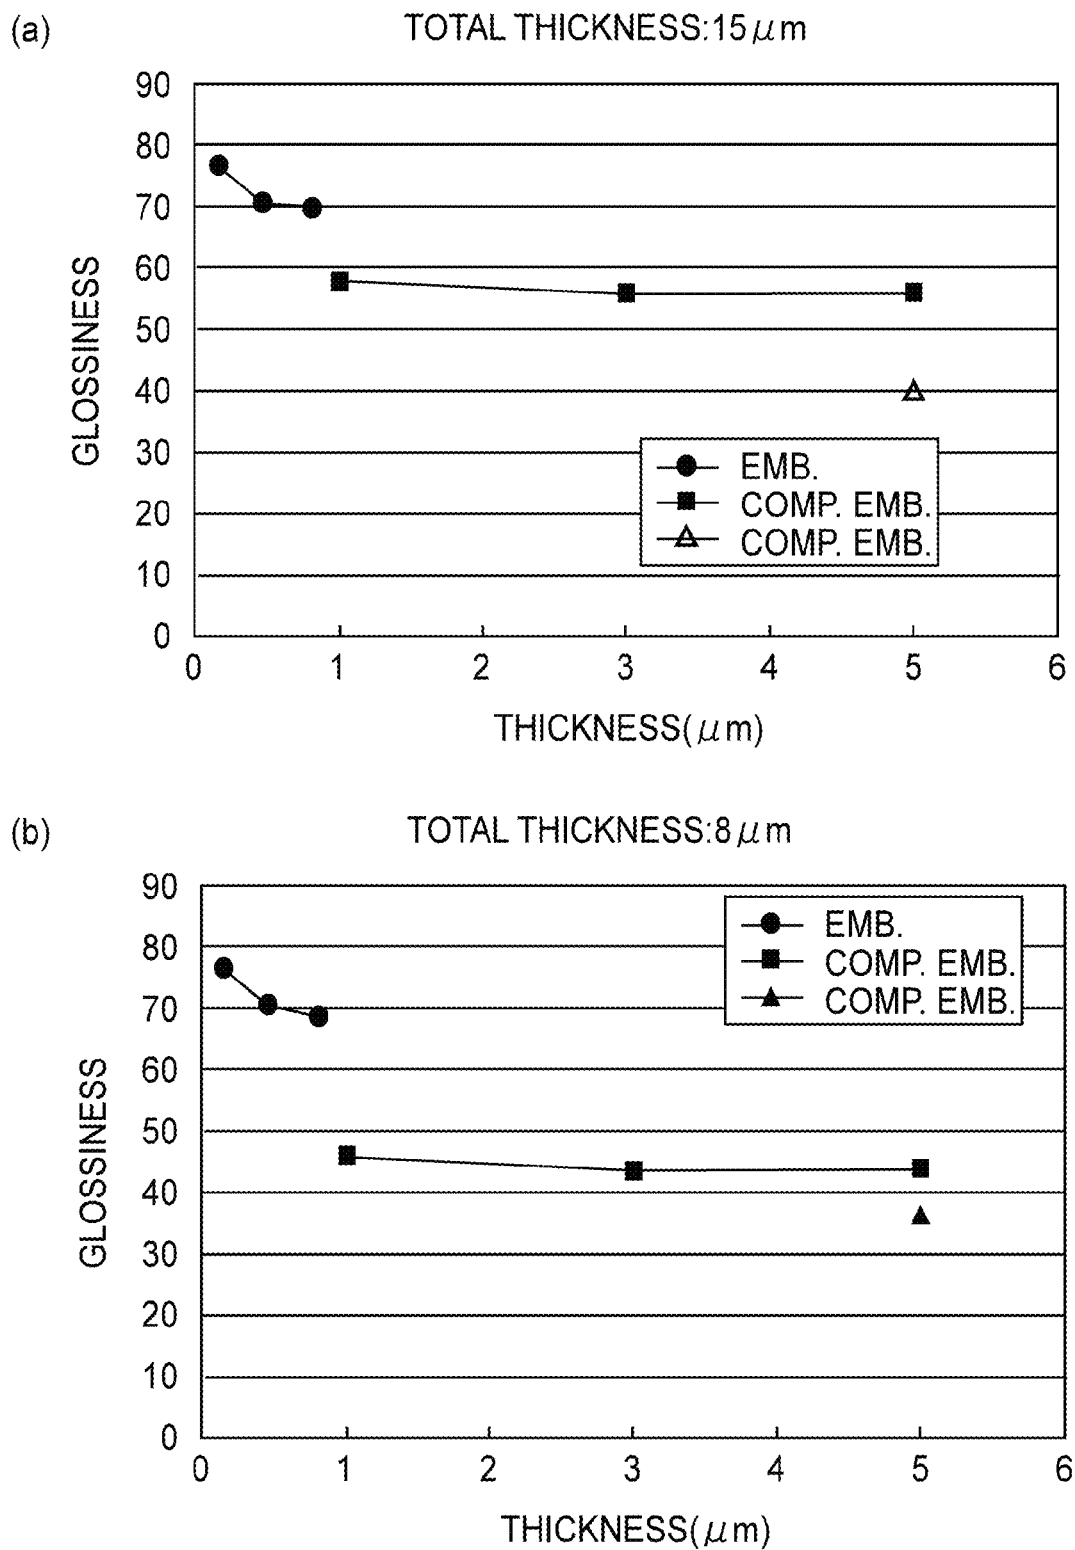 (a)
TOTAL THICKNESS:15μm
90
80
70
60
50
40
30
20
10
0
GLOSSINESS
EMB.
COMP. EMB.
COMP. EMB.
0 1 2 3 4 5 6
THICKNESS(μm)
(b)
TOTAL THICKNESS:8μm
90
80
70
60
50
40
30
20
10
0
GLOSSINESS
EMB.
COMP. EMB.
COMP. EMB.
0 1 2 3 4 5 6
THICKNESS(μm)